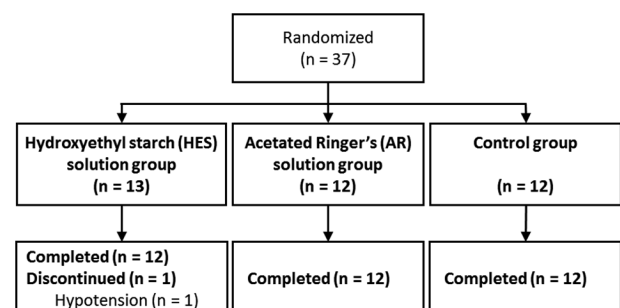 Randomized
(n = 37)
Hydroxyethyl starch (HES)
solution group
(n = 13)
Acetated Ringer's (AR)
solution group
(n = 12)
Control group
(n = 12)
Completed (n = 12)
Discontinued (n = 1)
Hypotension (n = 1)
Completed (n = 12)
Completed (n = 12)